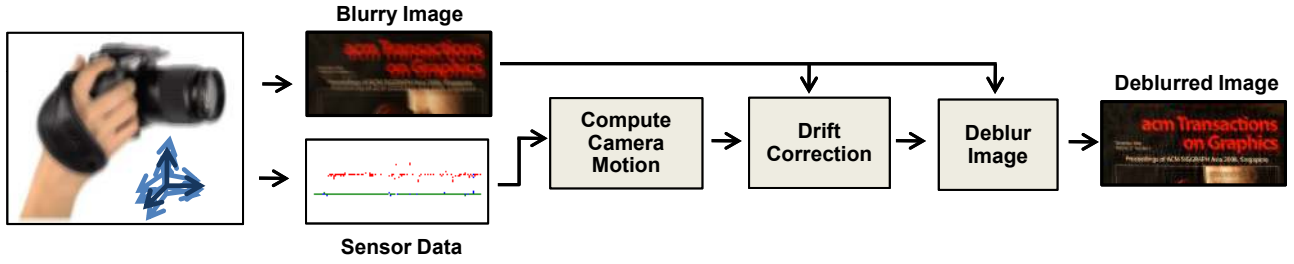 Blurry Image
acm Transactions
on Graphics
Sensor Data
Compute
Camera
Motion
Drift
Correction
Deblur
Image
Deblurred Image
acm Transactions
on Graphics
Proceedings of ACM SIGGRAPH Asia 2008, Singapore